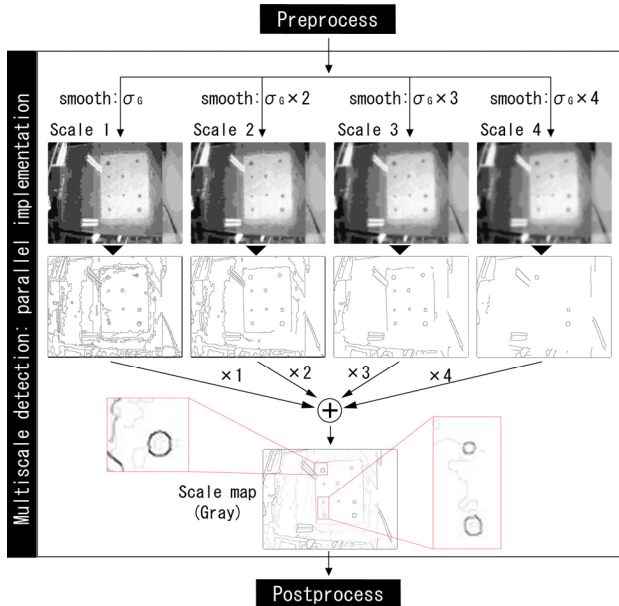 Preprocess
Multiscale detection: parallel implementation
smooth: σG
smooth: σG×2
smooth: σG×3
smooth: σG×4
Scale 1
Scale 2
Scale 3
Scale 4
×1
×2
×3
×4
+
Scale map
(Gray)
Postprocess